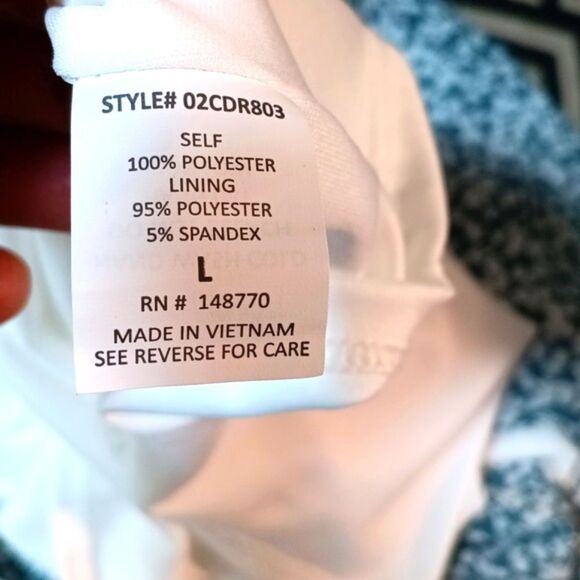 STYLE# 02CDR803
SELF
100% POLYESTER
LINING
95% POLYESTER
5% SPANDEX
L
RN # 148770
MADE IN VIETNAM
SEE REVERSE FOR CARE